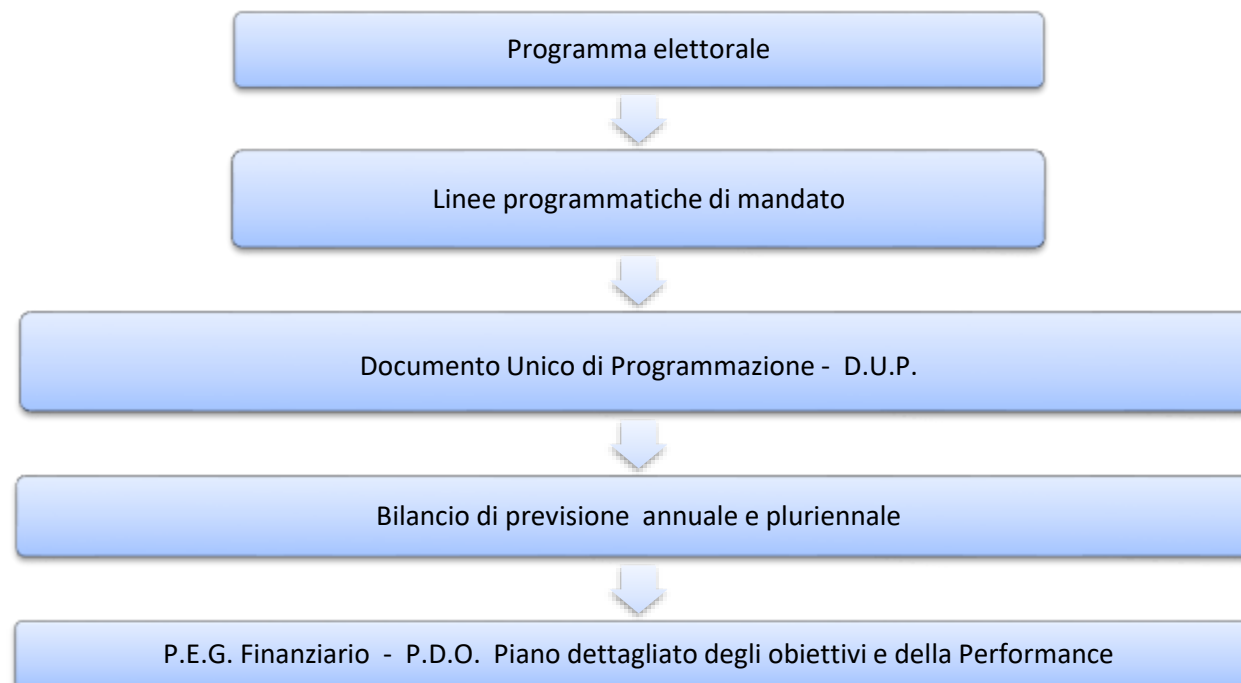 Programma elettorale
Linee programmatiche di mandato
Documento Unico di Programmazione - D.U.P.
Bilancio di previsione annuale e pluriennale
P.E.G. Finanziario - P.D.O. Piano dettagliato degli obiettivi e della Performance